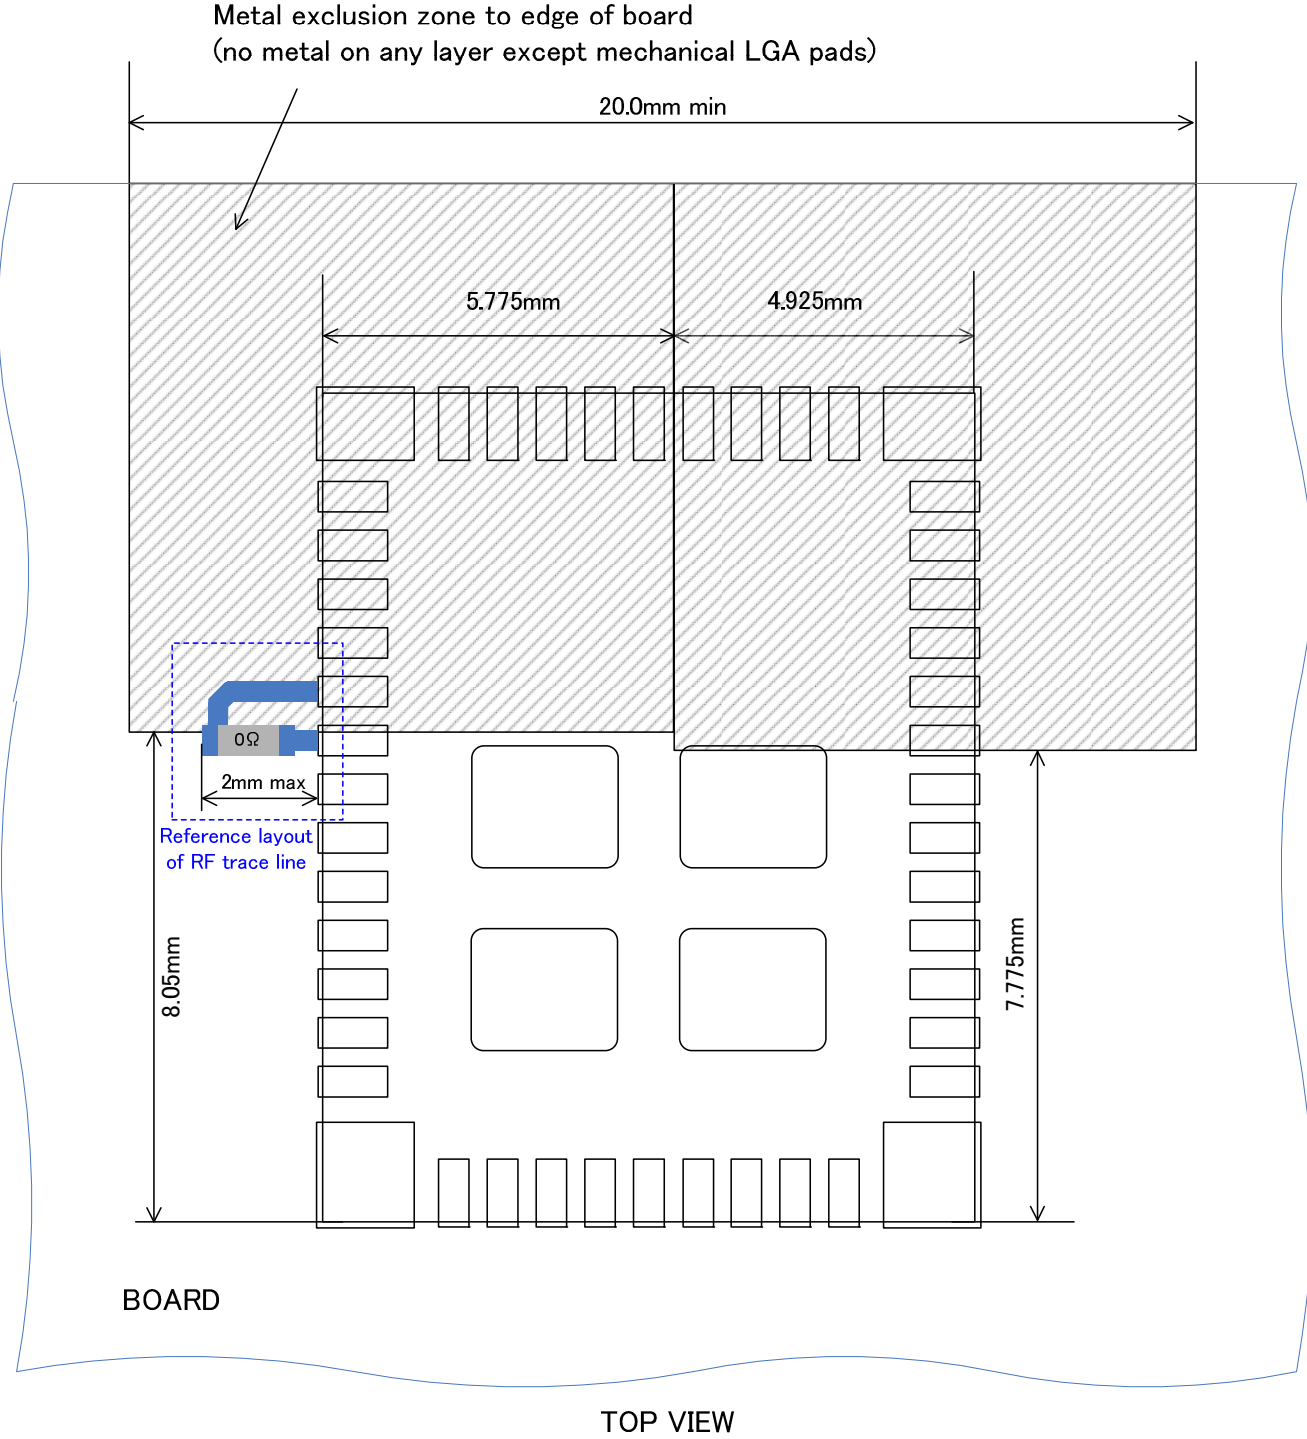 Metal exclusion zone to edge of board
(no metal on any layer except mechanical LGA pads)
20.0mm min
5.775mm
4.925mm
0Ω
2mm max
Reference layout
of RF trace line
8.05mm
7.775mm
BOARD
TOP VIEW